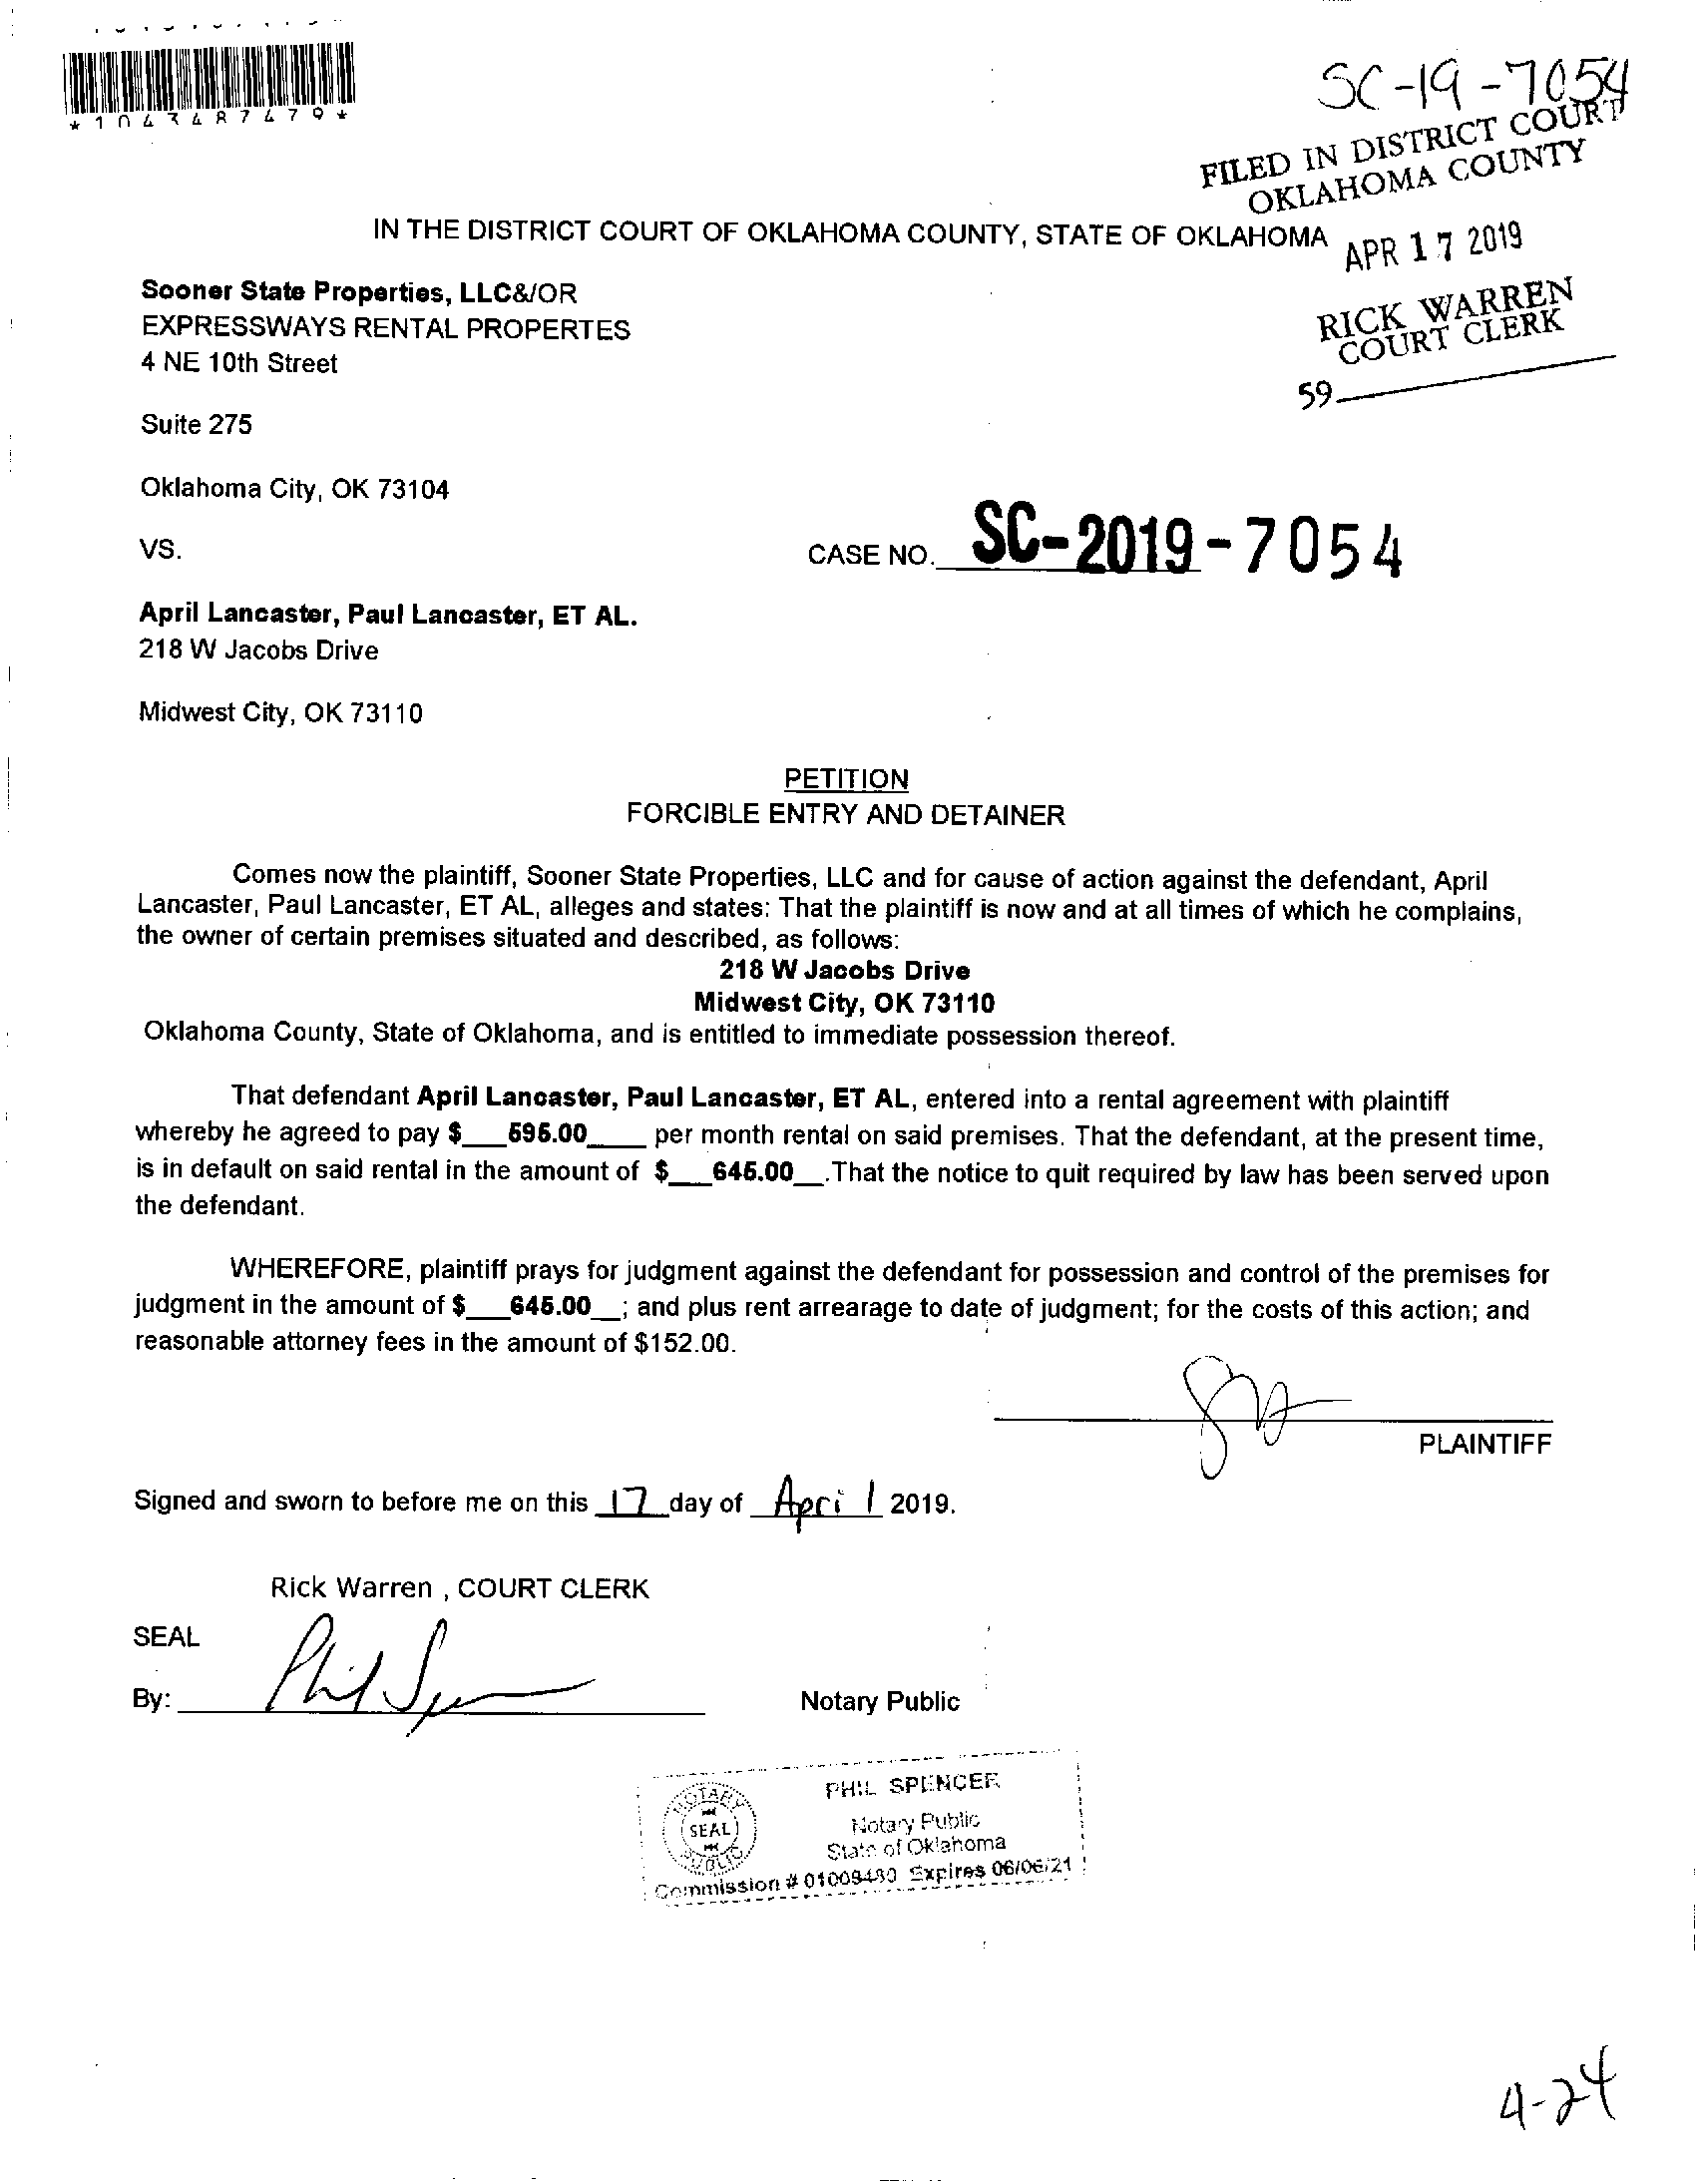 *1043487479*
SC-19-7054
FILED IN DISTRICT COURT
OKLAHOMA COUNTY
IN THE DISTRICT COURT OF OKLAHOMA COUNTY, STATE OF OKLAHOMA
APR 17 2019
RICK WARREN
COURT CLERK
59
Sooner State Properties, LLC&/OR
EXPRESSWAYS RENTAL PROPERTES
4 NE 10th Street
Suite 275
Oklahoma City, OK 73104
VS.
CASE NO. SC-2019-7054
April Lancaster, Paul Lancaster, ET AL.
218 W Jacobs Drive
Midwest City, OK 73110
PETITION
FORCIBLE ENTRY AND DETAINER
Comes now the plaintiff, Sooner State Properties, LLC and for cause of action against the defendant, April
Lancaster, Paul Lancaster, ET AL, alleges and states: That the plaintiff is now and at all times of which he complains,
the owner of certain premises situated and described, as follows:
218 W Jacobs Drive
Midwest City, OK 73110
Oklahoma County, State of Oklahoma, and is entitled to immediate possession thereof.
That defendant April Lancaster, Paul Lancaster, ET AL, entered into a rental agreement with plaintiff
whereby he agreed to pay $___595.00____ per month rental on said premises. That the defendant, at the present time,
is in default on said rental in the amount of $___645.00__.That the notice to quit required by law has been served upon
the defendant.
WHEREFORE, plaintiff prays for judgment against the defendant for possession and control of the premises for
judgment in the amount of $___645.00__; and plus rent arrearage to date of judgment; for the costs of this action; and
reasonable attorney fees in the amount of $152.00.
PLAINTIFF
Signed and sworn to before me on this 17 day of April 2019.
Rick Warren , COURT CLERK
SEAL
By: Phil Spencer
Notary Public
PHIL SPENCER
NOTARY PUBLIC
SEAL
Notary Public
State of Oklahoma
Commission # 01009480 Expires 06/06/21
4-24